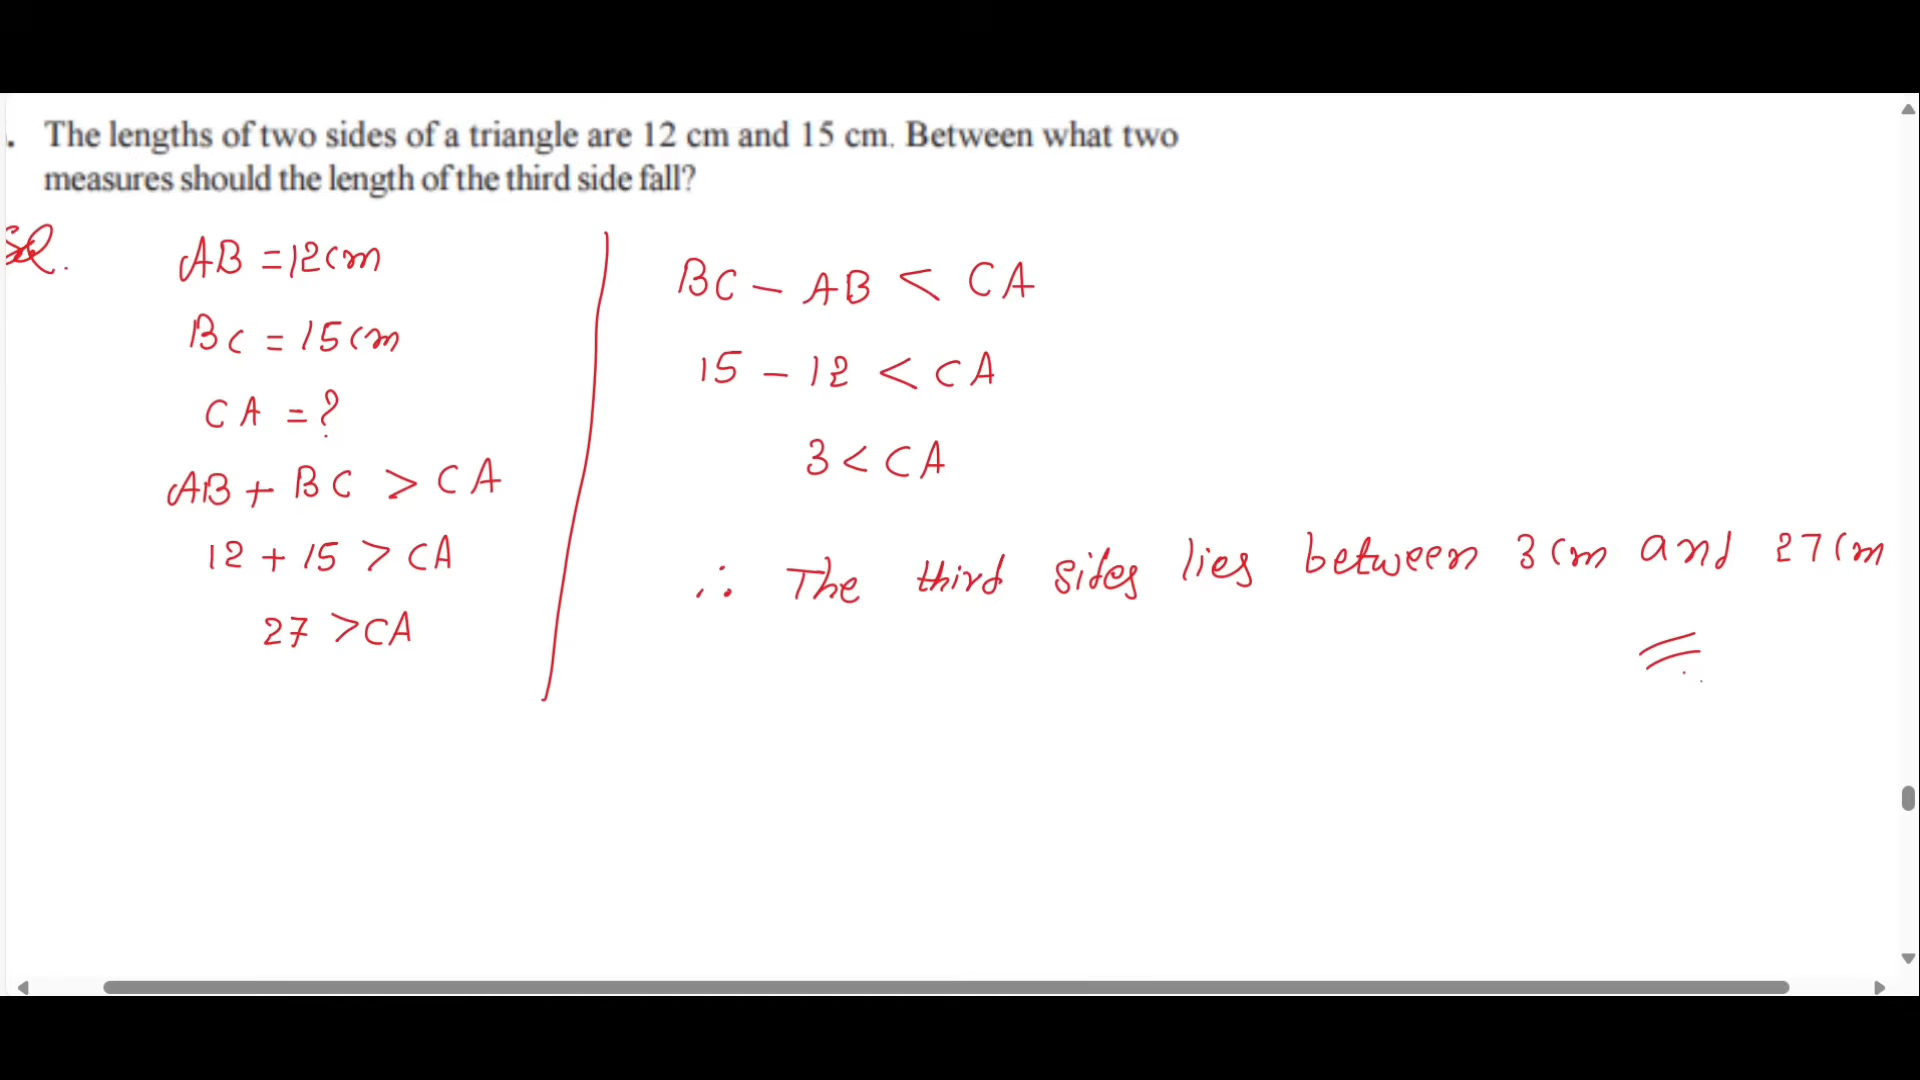 . The lengths of two sides of a triangle are 12 cm and 15 cm. Between what two
measures should the length of the third side fall?
Sol.
AB = 12cm
BC = 15cm
CA = ?
AB + BC > CA
12 + 15 > CA
27 > CA
BC - AB < CA
15 - 12 < CA
3 < CA
∴ The third sides lies between 3cm and 27cm